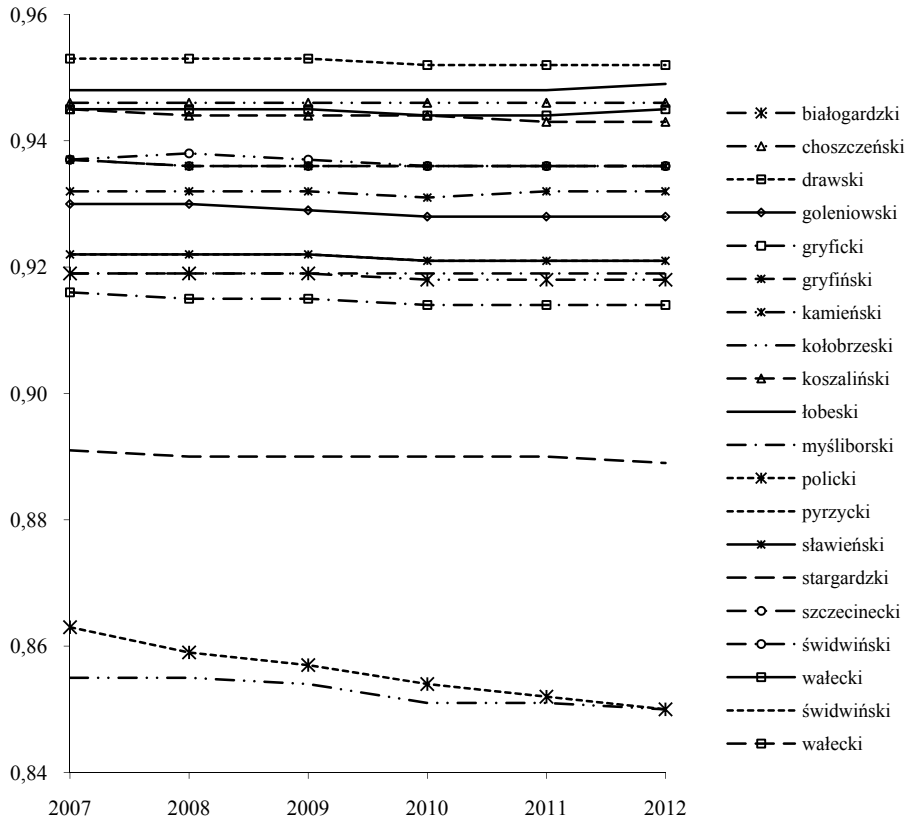 0,96
0,94
0,92
0,90
0,88
0,86
0,84
2007 2008 2009 2010 2011 2012
białogardzki
choszczeński
drawski
goleniowski
gryficki
gryfiński
kamieński
kołobrzeski
koszaliński
łobeski
myśliborski
policki
pyrzycki
sławieński
stargardzki
szczecinecki
świdwiński
wałecki
świdwiński
wałecki